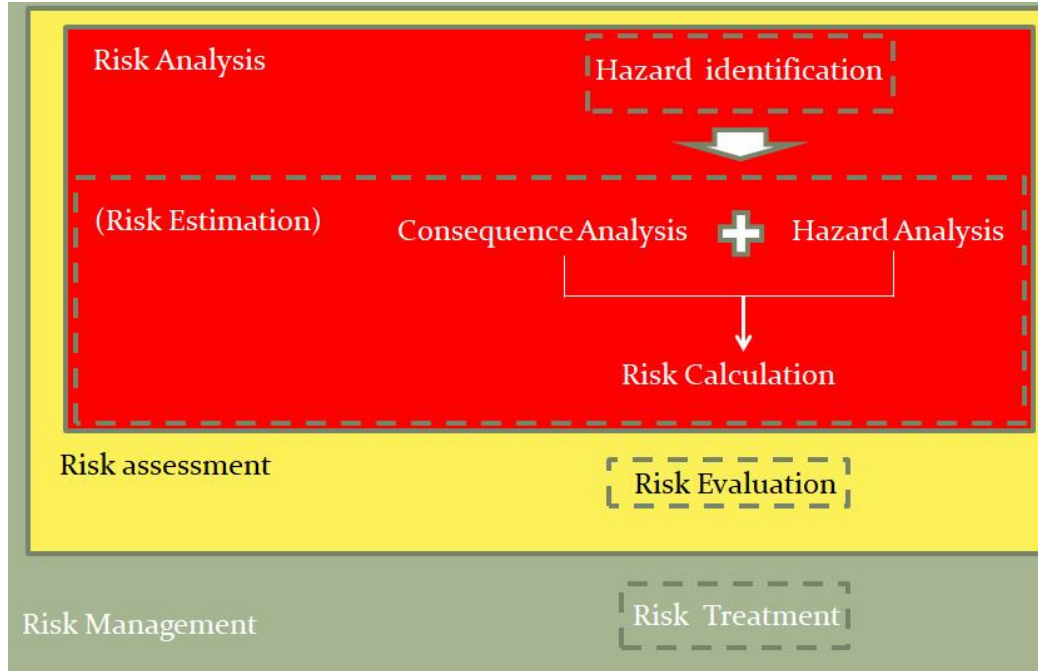 Risk Analysis
Hazard identification
(Risk Estimation)
Consequence Analysis
Hazard Analysis
Risk Calculation
Risk assessment
Risk Evaluation
Risk Treatment
Risk Management